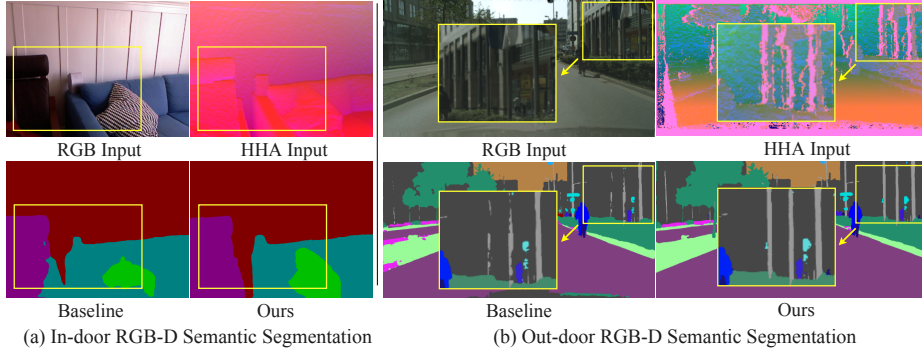 RGB Input
HHA Input
RGB Input
HHA Input
Baseline
Ours
Baseline
Ours
(a) In-door RGB-D Semantic Segmentation
(b) Out-door RGB-D Semantic Segmentation